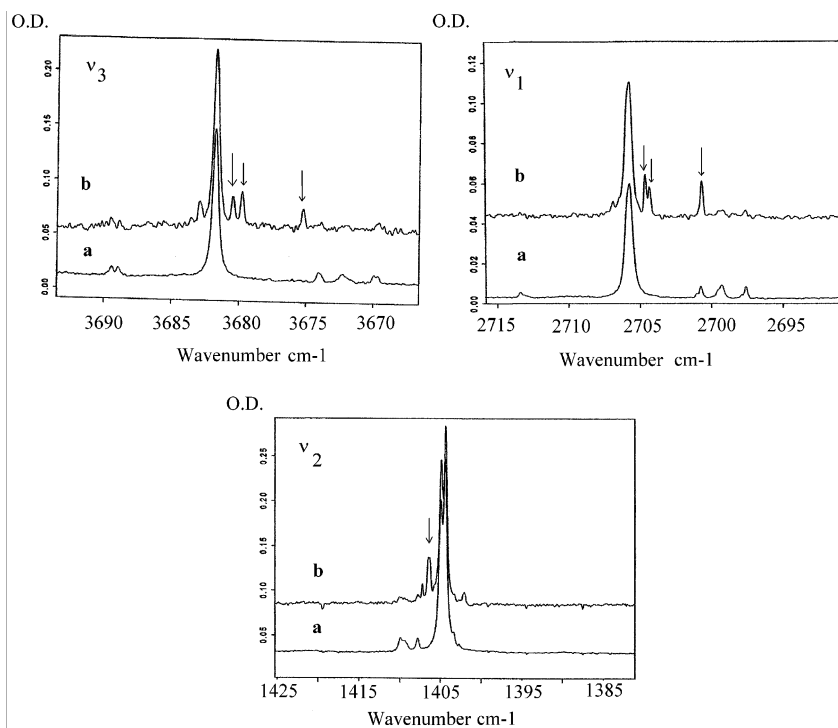 O.D.
ν3
0.20
0.15
0.10
0.05
0.00
b
a
3690 3685 3680 3675 3670
Wavenumber cm-1
O.D.
ν1
0.12
0.10
0.08
0.06
0.04
0.02
0.00
b
a
2715 2710 2705 2700 2695
Wavenumber cm-1
O.D.
ν2
0.25
0.20
0.15
0.10
0.05
b
a
1425 1415 1405 1395 1385
Wavenumber cm-1